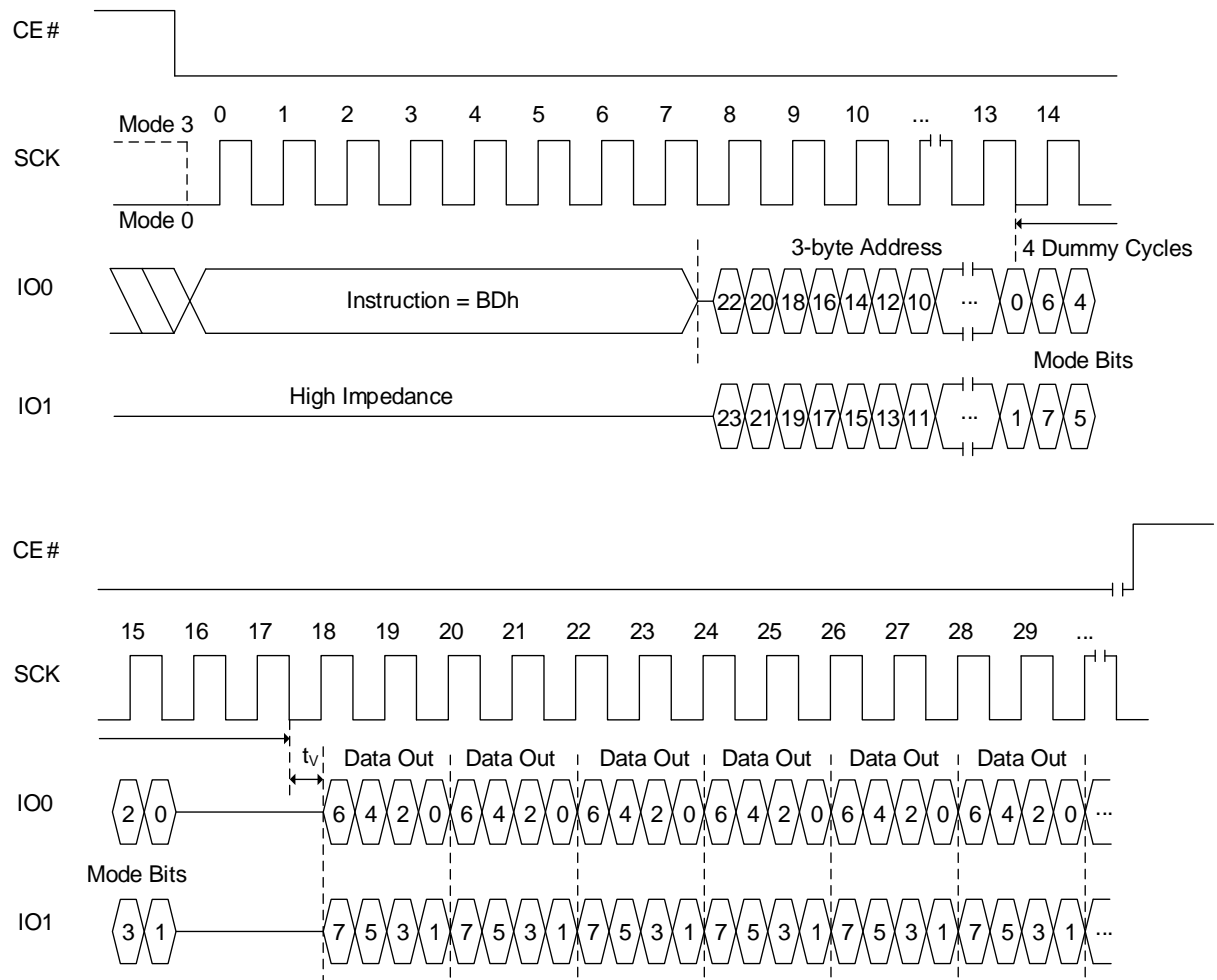 CE#
0 1 2 3 4 5 6 7 8 9 10 ... 13 14
Mode 3
SCK
Mode 0
3-byte Address 4 Dummy Cycles
IO0 Instruction = BDh 22 20 18 16 14 12 10 ... 0 6 4
Mode Bits
IO1 High Impedance 23 21 19 17 15 13 11 ... 1 7 5
CE#
15 16 17 18 19 20 21 22 23 24 25 26 27 28 29 ...
SCK
tV Data Out Data Out Data Out Data Out Data Out Data Out
IO0 2 0 6 4 2 0 6 4 2 0 6 4 2 0 6 4 2 0 6 4 2 0 6 4 2 0 ...
Mode Bits
IO1 3 1 7 5 3 1 7 5 3 1 7 5 3 1 7 5 3 1 7 5 3 1 7 5 3 1 ...